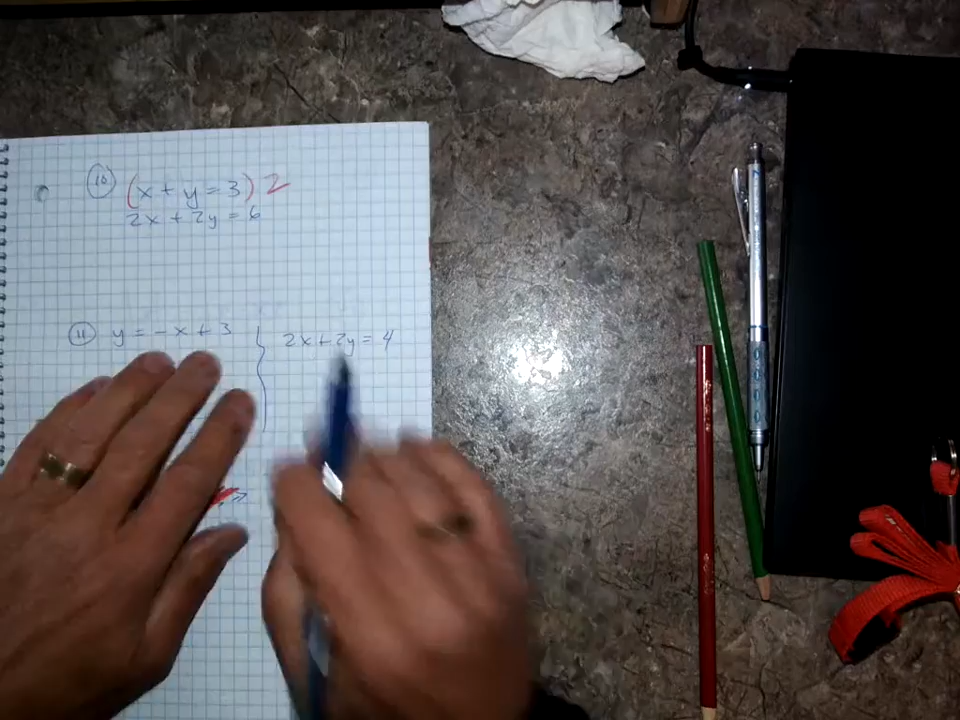 10 (x + y = 3) 2
2x + 2y = 6
11 y = -x + 3 2x + 2y = 4